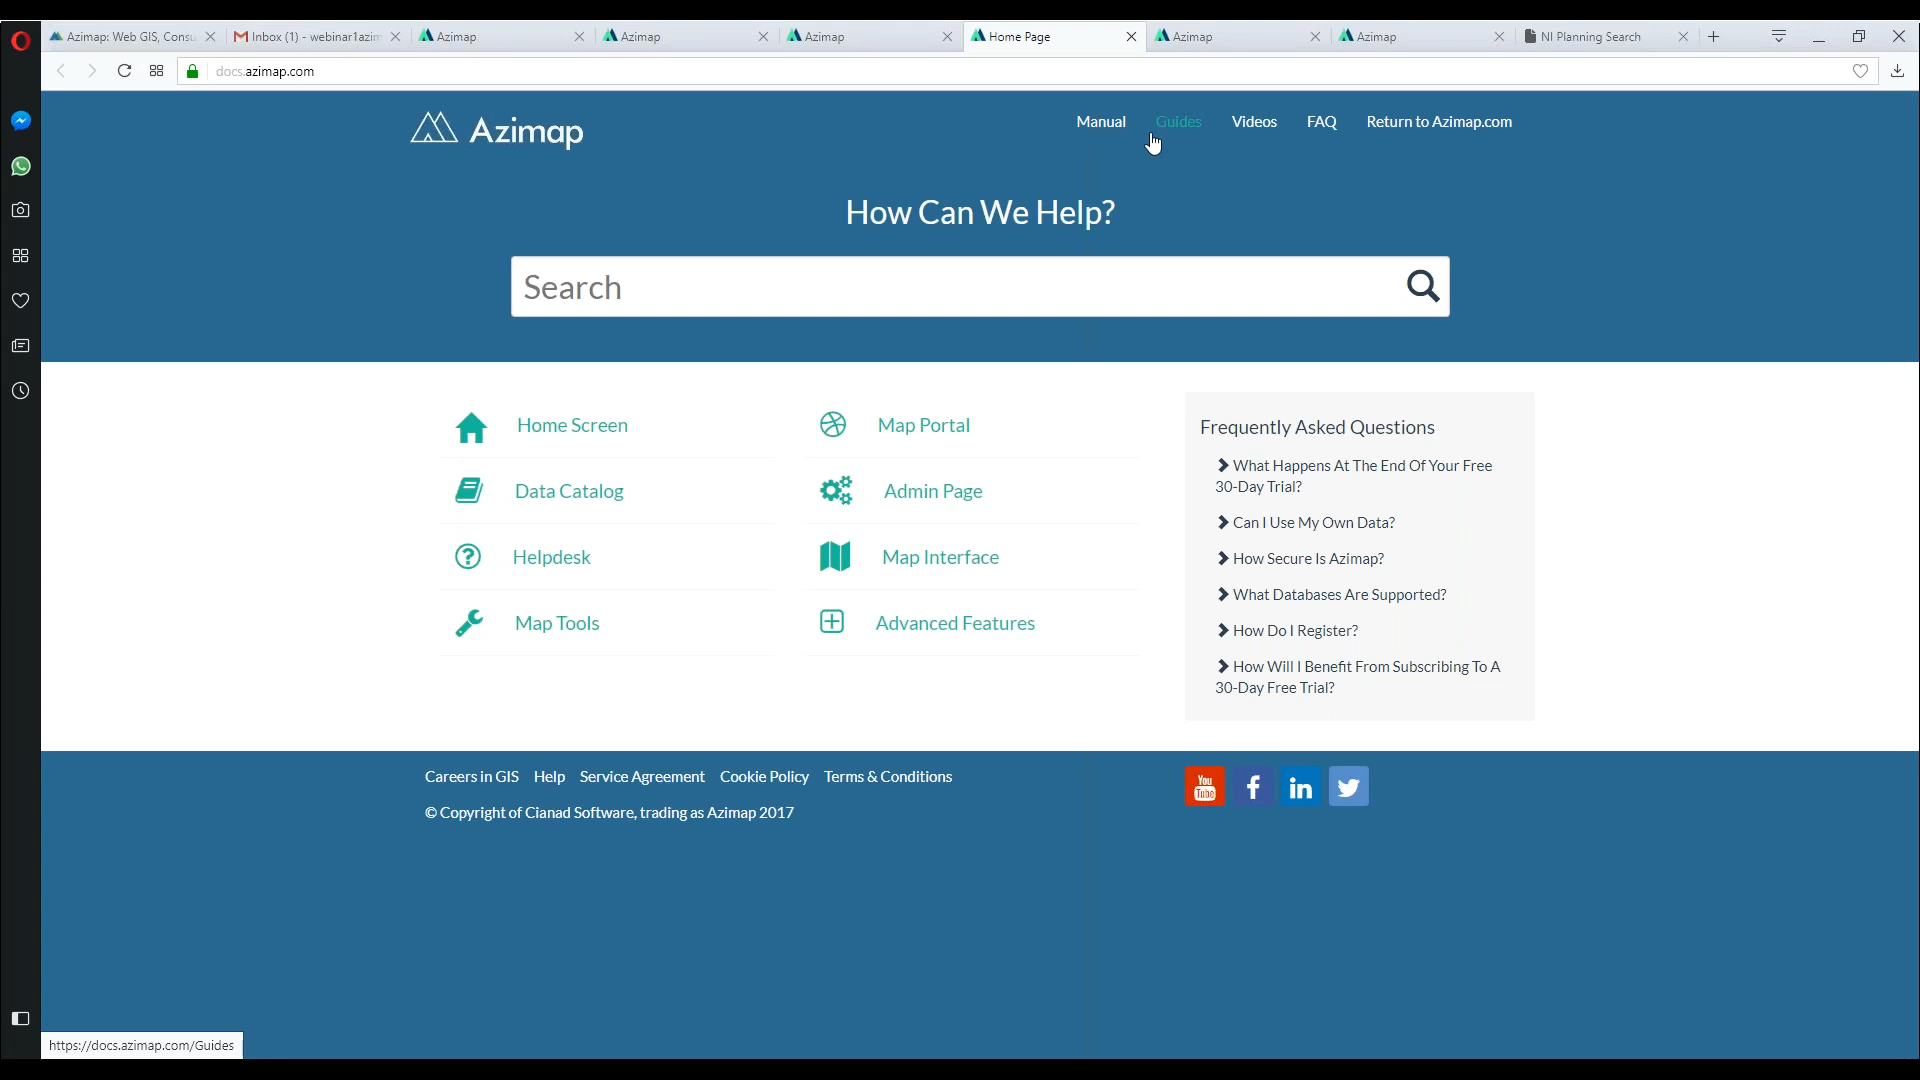 Azimap: Web GIS, Consu
Inbox (1) - webinar1azim
Azimap
Azimap
Azimap
Home Page
Azimap
Azimap
NI Planning Search
docs.azimap.com
Azimap
Manual
Guides
Videos
FAQ
Return to Azimap.com
How Can We Help?
Search
Home Screen
Map Portal
Data Catalog
Admin Page
Helpdesk
Map Interface
Map Tools
Advanced Features
Frequently Asked Questions
What Happens At The End Of Your Free
30-Day Trial?
Can I Use My Own Data?
How Secure Is Azimap?
What Databases Are Supported?
How Do I Register?
How Will I Benefit From Subscribing To A
30-Day Free Trial?
Careers in GIS
Help
Service Agreement
Cookie Policy
Terms & Conditions
You
Tube
f
in
© Copyright of Cianad Software, trading as Azimap 2017
https://docs.azimap.com/Guides